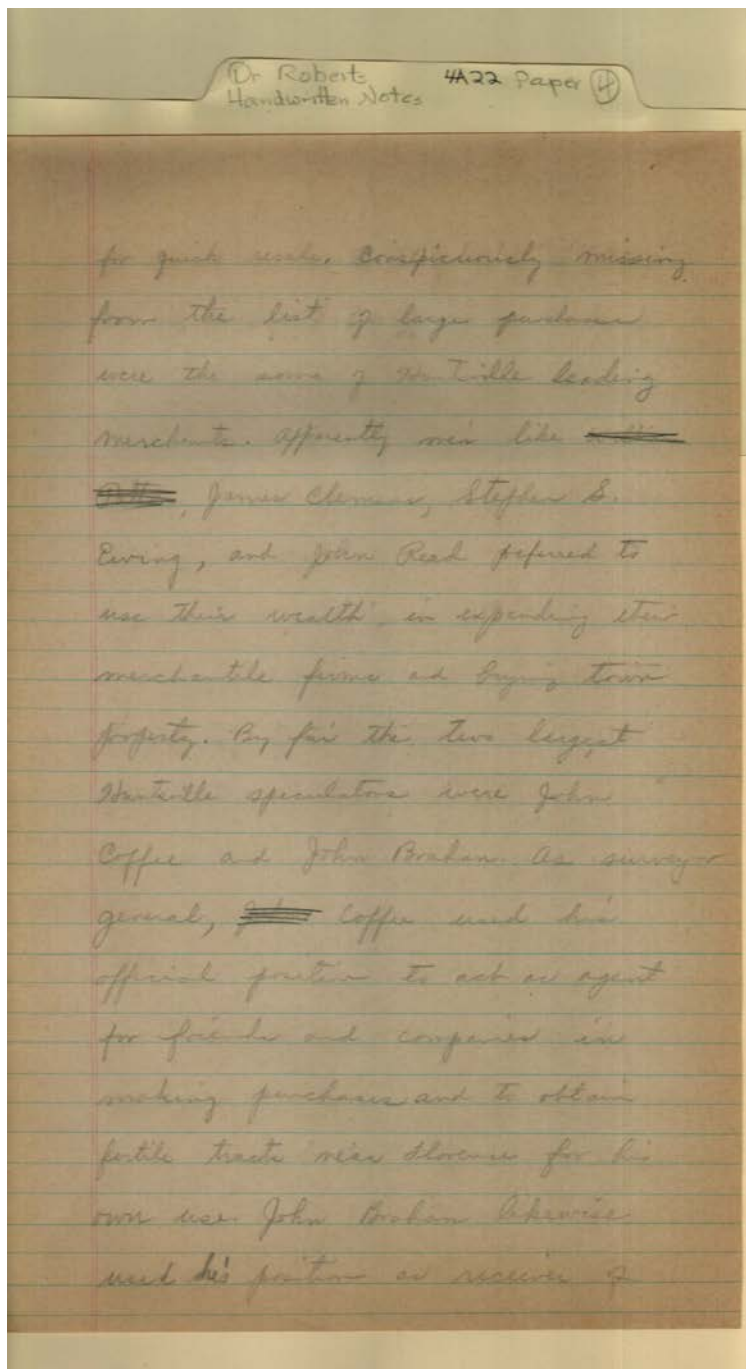 Dr Roberts 4A22 Paper 4
Handwritten Notes
for quick resale. Conspicuously missing
from the list of large purchasers
were the names of Huntsville leading
merchants. Apparently men like
, James Clemens, Stephen S.
Ewing, and John Read preferred to
use their wealth in expanding their
merchantile firms and buying town
property. By far the two largest
Huntsville speculators were John
Coffee and John Brahan. As surveyor
general, Coffee used his
official position to act as agent
for friends and companies in
making purchases and to obtain
fertile tracts near Florence for his
own use. John Brahan likewise
used his position as receiver of